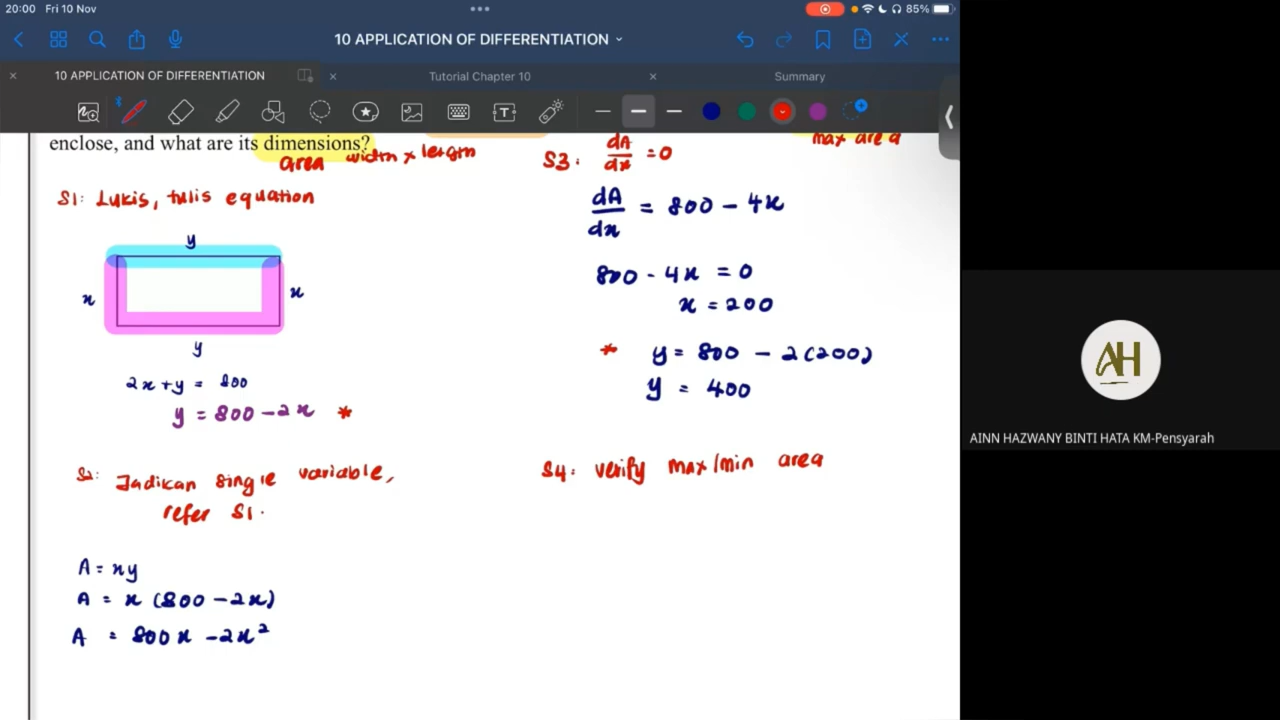 20:00 Fri 10 Nov
85%
10 APPLICATION OF DIFFERENTIATION
10 APPLICATION OF DIFFERENTIATION
Tutorial Chapter 10
Summary
enclose, and what are its dimensions?
area width x length
S1: Lukis, tulis equation
y
x
x
y
2x + y = 800
y = 800 - 2x *
S2: Jadikan single variable,
refer S1.
A = xy
A = x (800 - 2x)
A = 800x - 2x²
max area
S3: dA/dx = 0
dA/dx = 800 - 4x
800 - 4x = 0
x = 200
* y = 800 - 2(200)
y = 400
S4: verify max/min area
AH
AINN HAZWANY BINTI HATA KM-Pensyarah